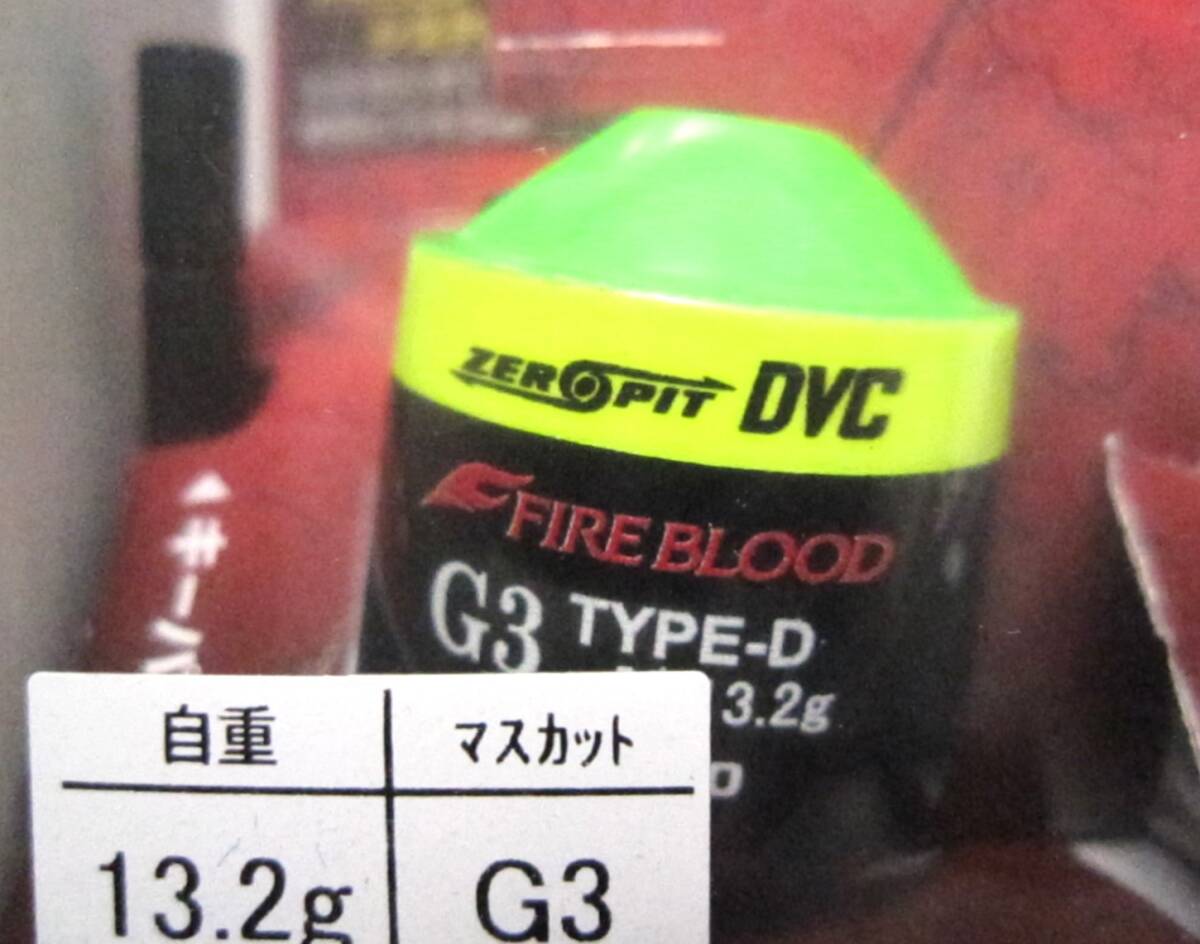 ZEROPIT DVC
FIRE BLOOD
G3 TYPE-D
3.2g
自重 マスカット
13.2g G3